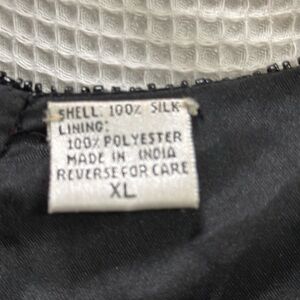 SHELL: 100% SILK
LINING:
100% POLYESTER
MADE IN INDIA
REVERSE FOR CARE
XL